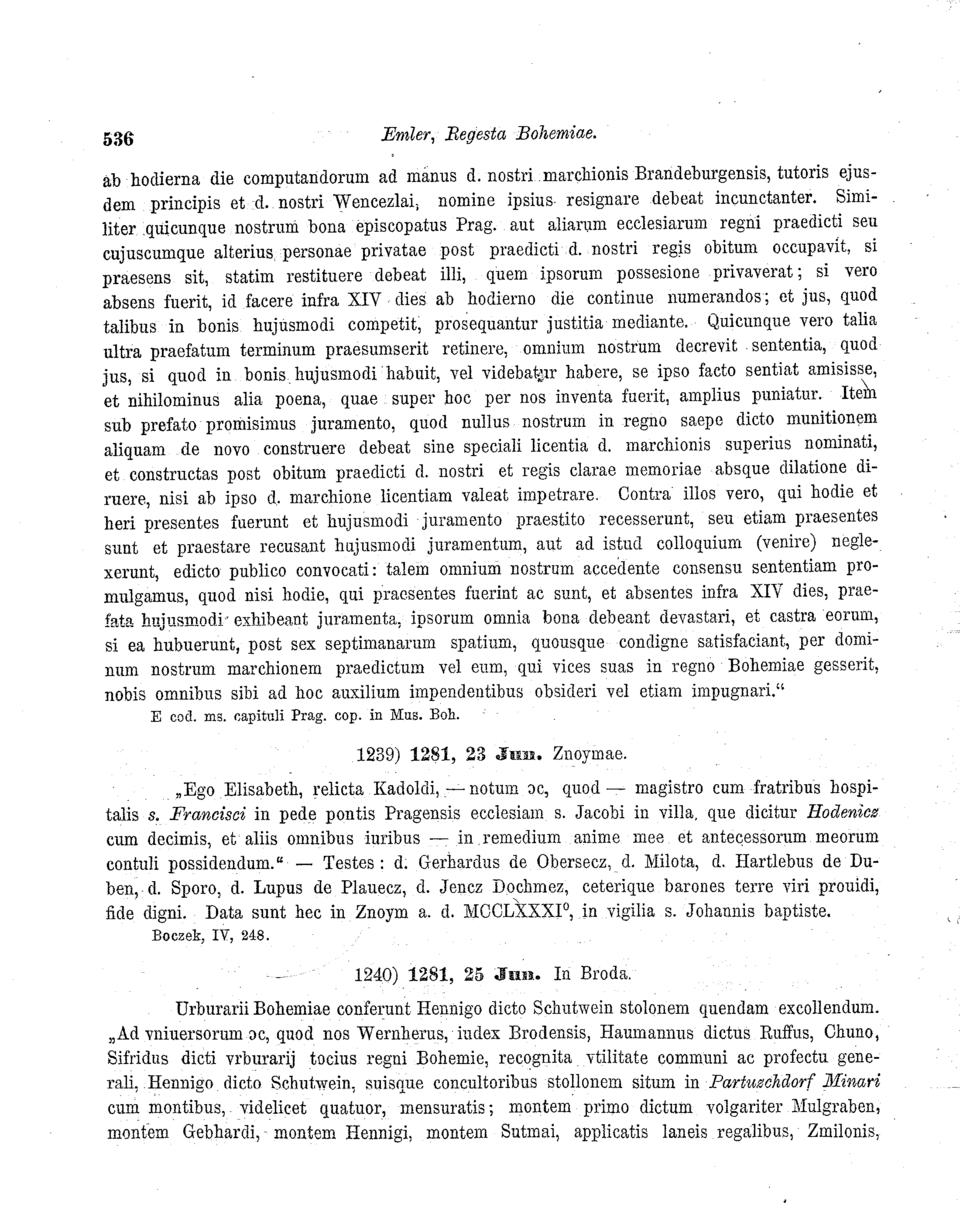 536 Emler, Regesta Bohemiae.
ab hodierna die computandorum ad manus d. nostri marchionis Brandeburgensis, tutoris ejus-
dem principis et d. nostri Wencezlai, nomine ipsius resignare debeat incunctanter. Simi-
liter quicunque nostrum bona episcopatus Prag. aut aliarum ecclesiarum regni praedicti seu
cujuscumque alterius personae privatae post praedicti d. nostri regis obitum occupavit, si
praesens sit, statim restituere debeat illi, quem ipsorum possesione privaverat; si vero
absens fuerit, id facere infra XIV dies ab hodierno die continue numerandos; et jus, quod
talibus in bonis hujusmodi competit, prosequantur justitia mediante. Quicunque vero talia
ultra praefatum terminum praesumserit retinere, omnium nostrum decrevit sententia, quod
jus, si quod in bonis hujusmodi habuit, vel videbatur habere, se ipso facto sentiat amisisse,
et nihilominus alia poena, quae super hoc per nos inventa fuerit, amplius puniatur. Item
sub prefato promisimus juramento, quod nullus nostrum in regno saepe dicto munitionem
aliquam de novo construere debeat sine speciali licentia d. marchionis superius nominati,
et constructas post obitum praedicti d. nostri et regis clarae memoriae absque dilatione di-
ruere, nisi ab ipso d. marchione licentiam valeat impetrare. Contra illos vero, qui hodie et
heri presentes fuerunt et hujusmodi juramento praestito recesserunt, seu etiam praesentes
sunt et praestare recusant hujusmodi juramentum, aut ad istud colloquium (venire) negle-
xerunt, edicto publico convocati: talem omnium nostrum accedente consensu sententiam pro-
mulgamus, quod nisi hodie, qui praesentes fuerint ac sunt, et absentes infra XIV dies, prae-
fata hujusmodi exhibeant juramenta, ipsorum omnia bona debeant devastari, et castra eorum,
si ea hubuerunt, post sex septimanarum spatium, quousque condigne satisfaciant, per domi-
num nostrum marchionem praedictum vel eum, qui vices suas in regno Bohemiae gesserit,
nobis omnibus sibi ad hoc auxilium impendentibus obsideri vel etiam impugnari.“
E cod. ms. capituli Prag. cop. in Mus. Boh.
1239) 1281, 23 Jun. Znoymae.
„Ego Elisabeth, relicta Kadoldi, — notum ɔc, quod — magistro cum fratribus hospi-
talis s. Francisci in pede pontis Pragensis ecclesiam s. Jacobi in villa, que dicitur Hodenicz
cum decimis, et aliis omnibus iuribus — in remedium anime mee et antecessorum meorum
contuli possidendum.“ — Testes: d. Gerhardus de Obersecz, d. Milota, d. Hartlebus de Du-
ben, d. Sporo, d. Lupus de Plauecz, d. Jencz Dochmez, ceterique barones terre viri prouidi,
fide digni. Data sunt hec in Znoym a. d. MCCLXXXI⁰, in vigilia s. Johannis baptiste.
Boczek, IV, 248.
1240) 1281, 25 Jun. In Broda.
Urburarii Bohemiae conferunt Hennigo dicto Schutwein stolonem quendam excollendum.
„Ad vniuersorum ɔc, quod nos Wernherus, iudex Brodensis, Haumannus dictus Ruffus, Chuno,
Sifridus dicti vrburarij tocius regni Bohemie, recognita vtilitate communi ac profectu gene-
rali, Hennigo dicto Schutwein, suisque concultoribus stollonem situm in Partuschdorf Minari
cum montibus, videlicet quatuor, mensuratis; montem primo dictum volgariter Mulgraben,
montem Gebhardi, montem Hennigi, montem Sutmai, applicatis laneis regalibus, Zmilonis,